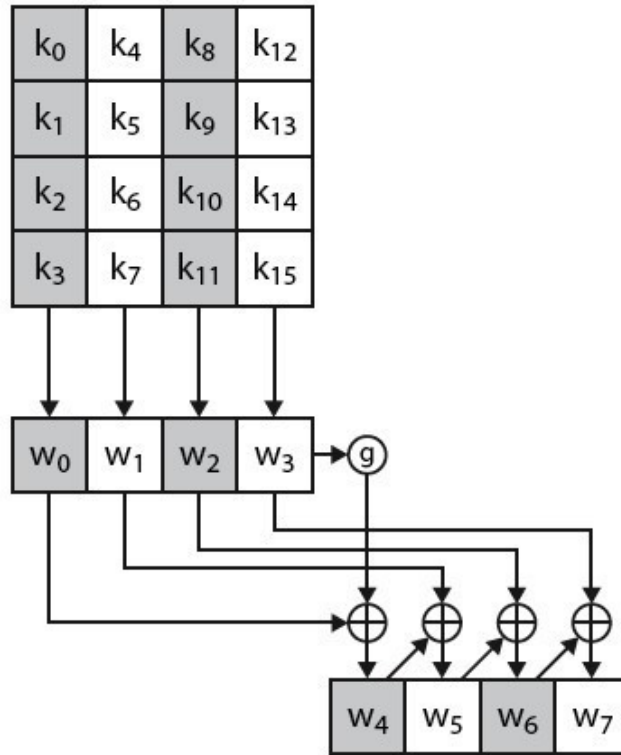 k₀ k₄ k₈ k₁₂
k₁ k₅ k₉ k₁₃
k₂ k₆ k₁₀ k₁₄
k₃ k₇ k₁₁ k₁₅
w₀ w₁ w₂ w₃ g
w₄ w₅ w₆ w₇